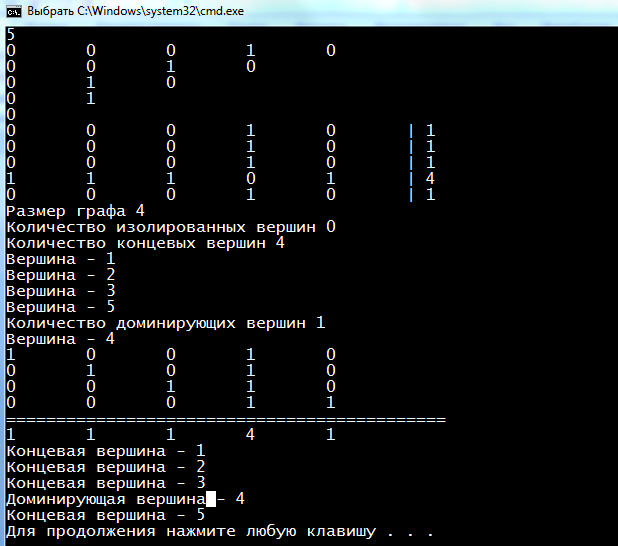 Выбрать C:\Windows\system32\cmd.exe
5
0 0 0 1 0
0 0 1 0
0 1 0
0 1
0
0 0 0 1 0 | 1
0 0 0 1 0 | 1
0 0 0 1 0 | 1
1 1 1 0 1 | 4
0 0 0 1 0 | 1
Размер графа 4
Количество изолированных вершин 0
Количество концевых вершин 4
Вершина - 1
Вершина - 2
Вершина - 3
Вершина - 5
Количество доминирующих вершин 1
Вершина - 4
1 0 0 1 0
0 1 0 1 0
0 0 1 1 0
0 0 0 1 1
============================================
1 1 1 4 1
Концевая вершина - 1
Концевая вершина - 2
Концевая вершина - 3
Доминирующая вершина - 4
Концевая вершина - 5
Для продолжения нажмите любую клавишу . . .